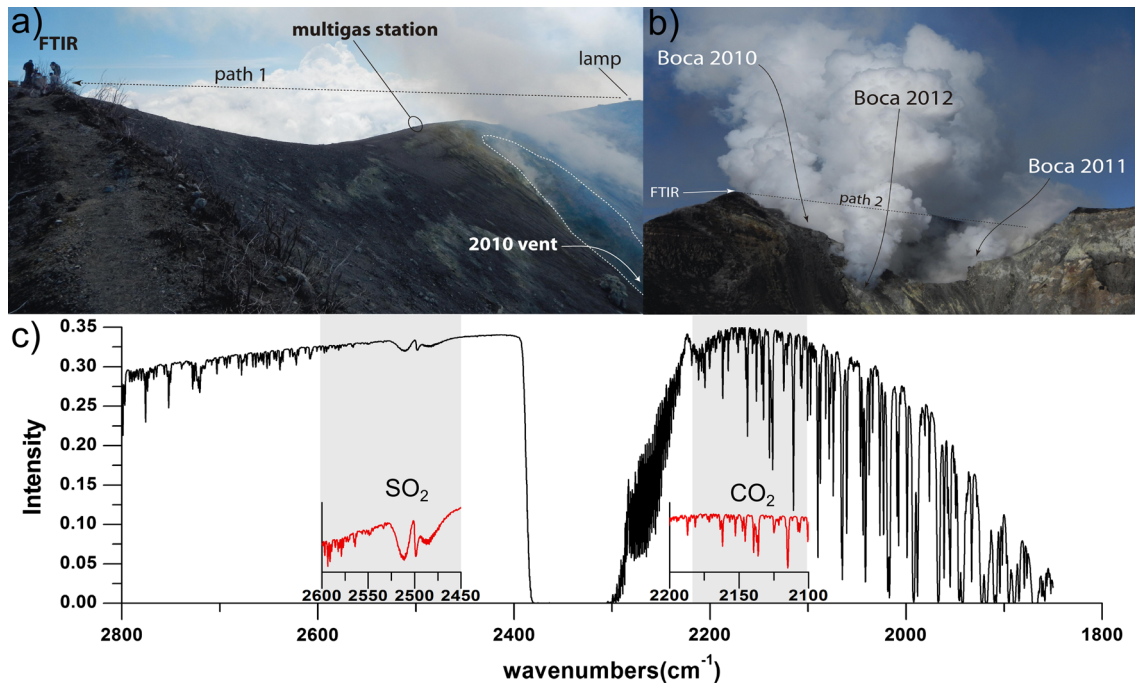 a)
FTIR
path 1
multigas station
lamp
2010 vent
b)
Boca 2010
Boca 2012
Boca 2011
FTIR
path 2
c)
Intensity
0.35
0.30
0.25
0.20
0.15
0.10
0.05
0.00
SO₂
2600 2550 2500 2450
CO₂
2200 2150 2100
2800 2600 2400 2200 2000 1800
wavenumbers(cm⁻¹)